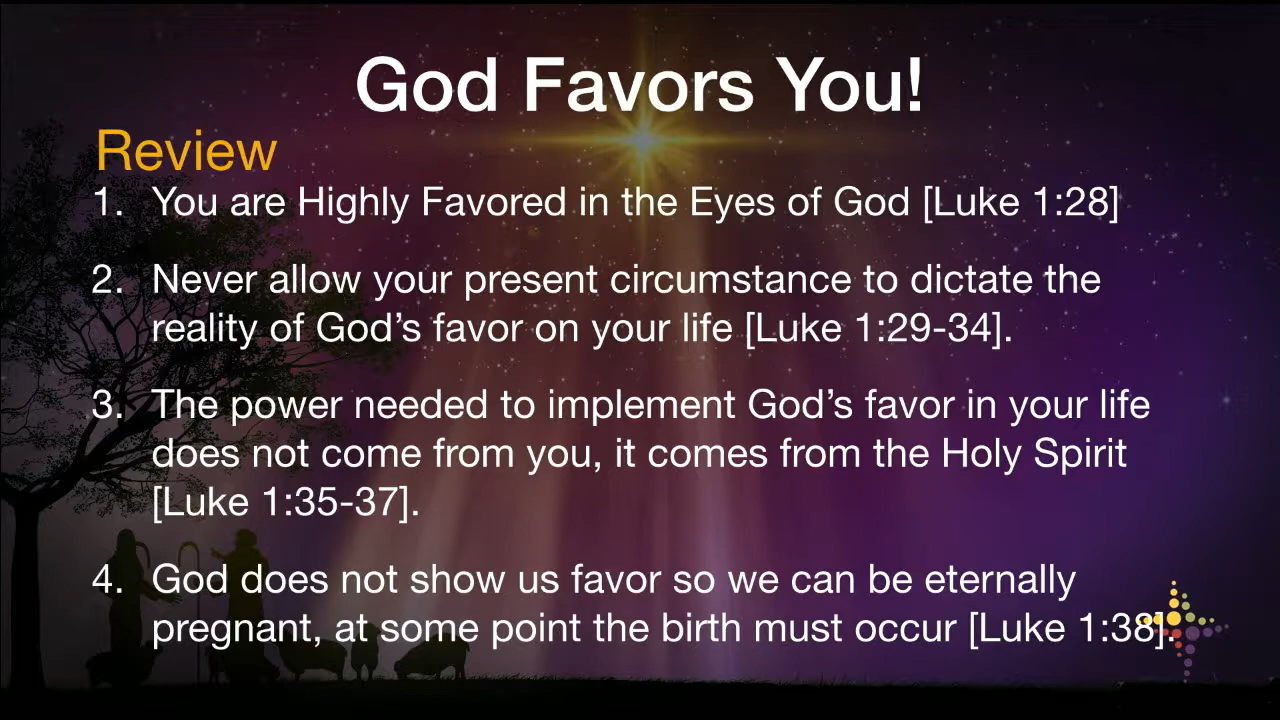 God Favors You!
Review
1. You are Highly Favored in the Eyes of God [Luke 1:28]
2. Never allow your present circumstance to dictate the
reality of God’s favor on your life [Luke 1:29-34].
3. The power needed to implement God’s favor in your life
does not come from you, it comes from the Holy Spirit
[Luke 1:35-37].
4. God does not show us favor so we can be eternally
pregnant, at some point the birth must occur [Luke 1:38].